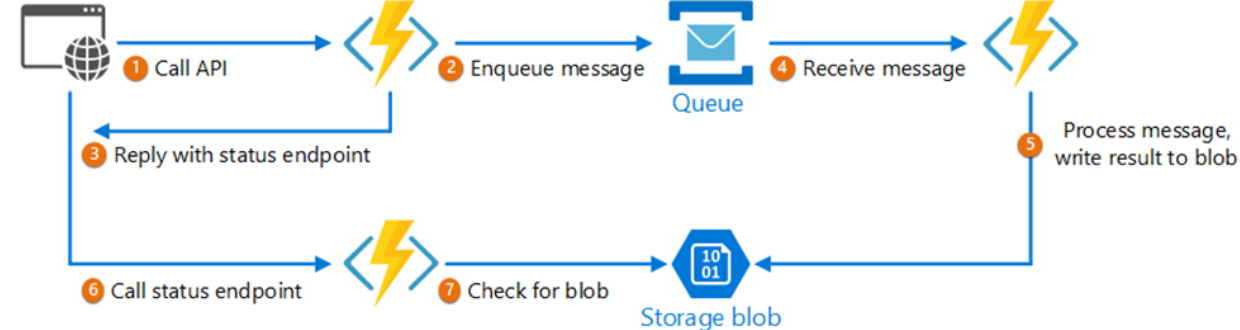 1 Call API
2 Enqueue message
Queue
4 Receive message
3 Reply with status endpoint
5 Process message,
write result to blob
6 Call status endpoint
7 Check for blob
10
01
Storage blob